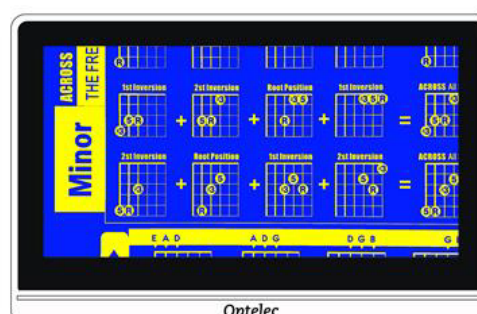 ACROSS
THE FRE
R
R
1st Inversion
2st Inversion
Root Position
1st Inversion
ACROSS All
+ + + =
Minor
2st Inversion
Root Position
1st Inversion
2st Inversion
ACROSS All
+ + + =
E A D
A D G
D G B
G
Optelec